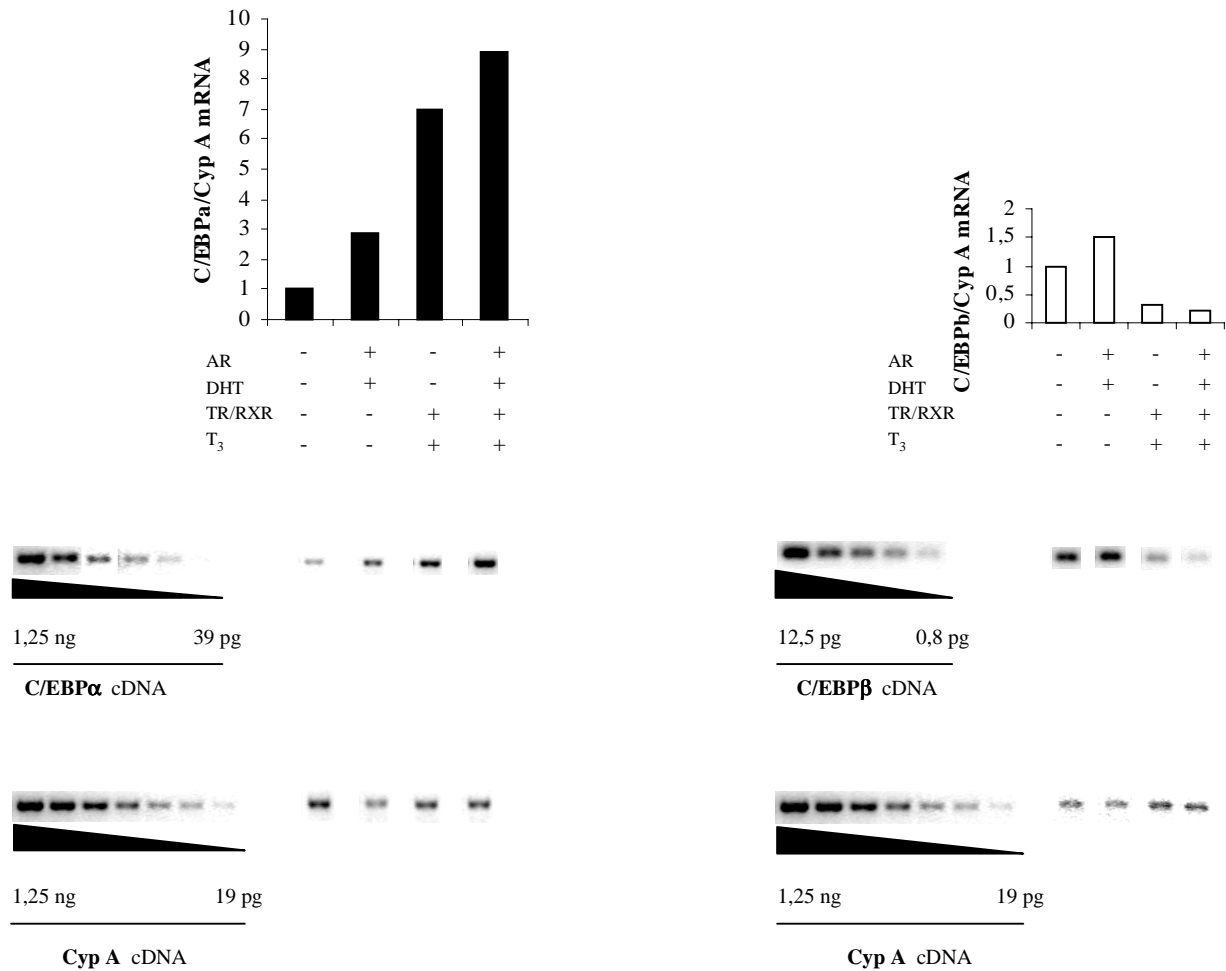 C/EBPa/Cyp A mRNA
10
9
8
7
6
5
4
3
2
1
0
AR - + - +
DHT - + - +
TR/RXR - - + +
T3 - - + +
C/EBPb/Cyp A mRNA
2
1,5
1
0,5
0
AR - + - +
DHT - + - +
TR/RXR - - + +
T3 - - + +
1,25 ng 39 pg
C/EBPα cDNA
12,5 pg 0,8 pg
C/EBPβ cDNA
1,25 ng 19 pg
Cyp A cDNA
1,25 ng 19 pg
Cyp A cDNA